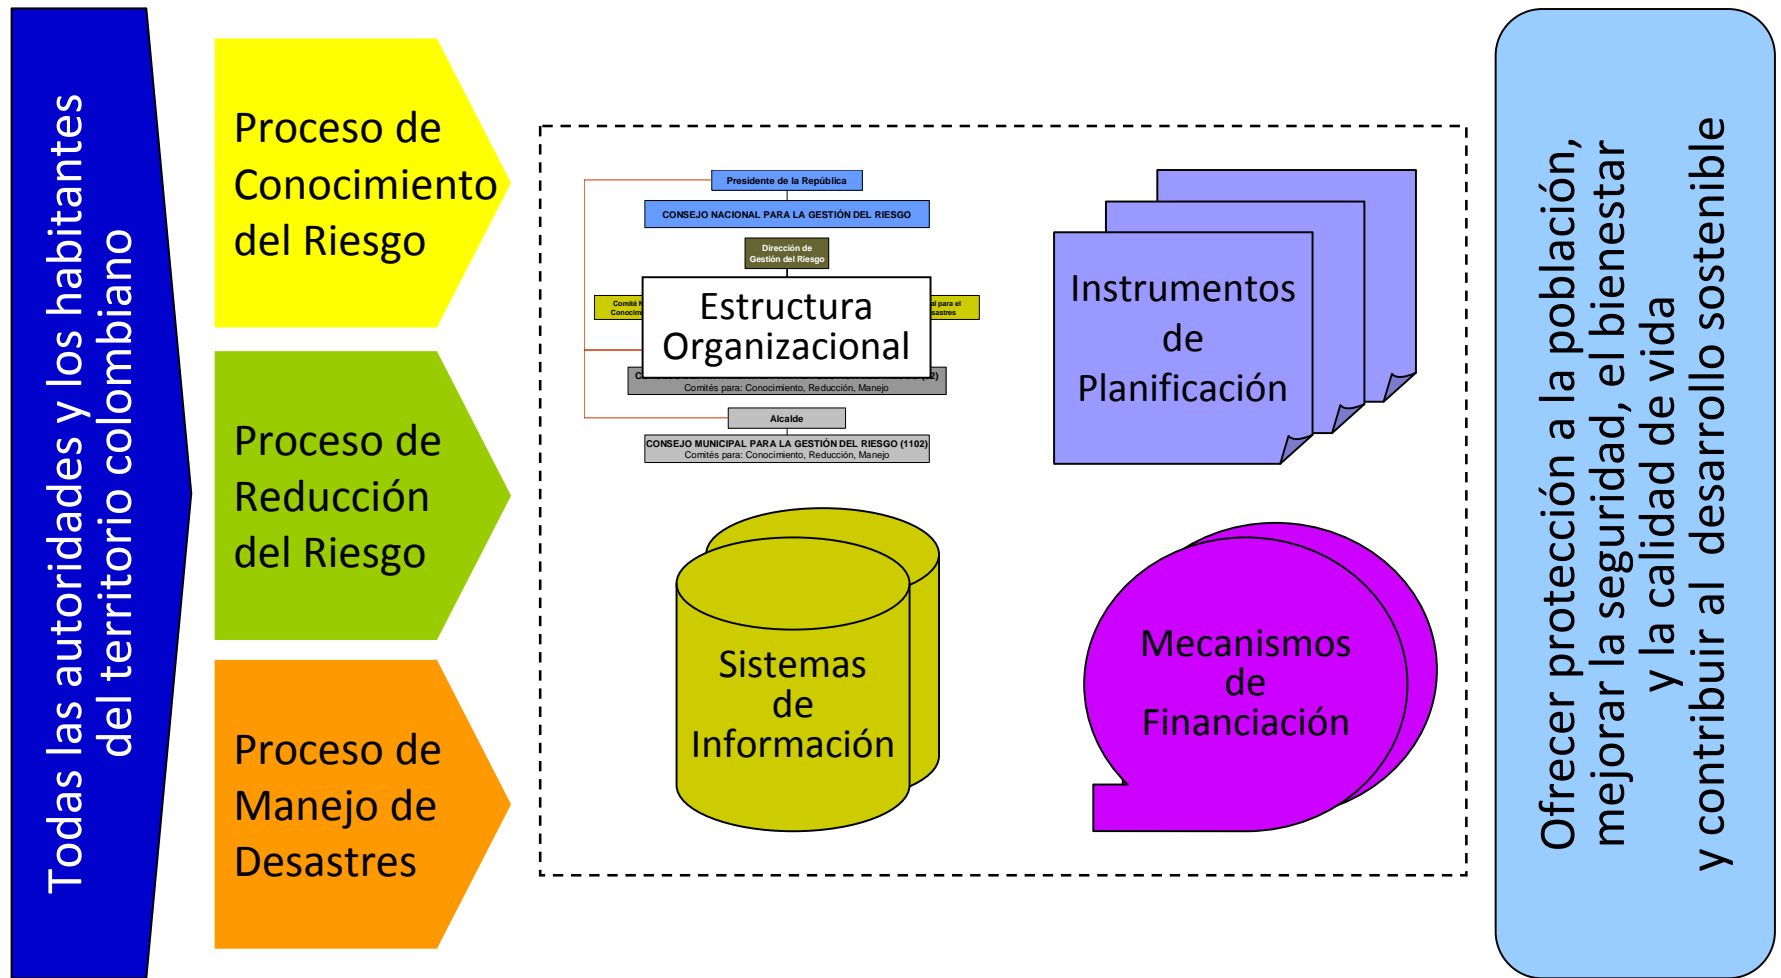 Todas las autoridades y los habitantes
del territorio colombiano
Proceso de
Conocimiento
del Riesgo
Proceso de
Reducción
del Riesgo
Proceso de
Manejo de
Desastres
Presidente de la República
CONSEJO NACIONAL PARA LA GESTIÓN DEL RIESGO
Dirección de
Gestión del Riesgo
Comité
para el
Estructura
Organizacional
Comités para: Conocimiento, Reducción, Manejo
Alcalde
CONSEJO MUNICIPAL PARA LA GESTIÓN DEL RIESGO (1102)
Comités para: Conocimiento, Reducción, Manejo
Instrumentos
de
Planificación
Sistemas
de
Información
Mecanismos
de
Financiación
Ofrecer protección a la población,
mejorar la seguridad, el bienestar
y la calidad de vida
y contribuir al desarrollo sostenible